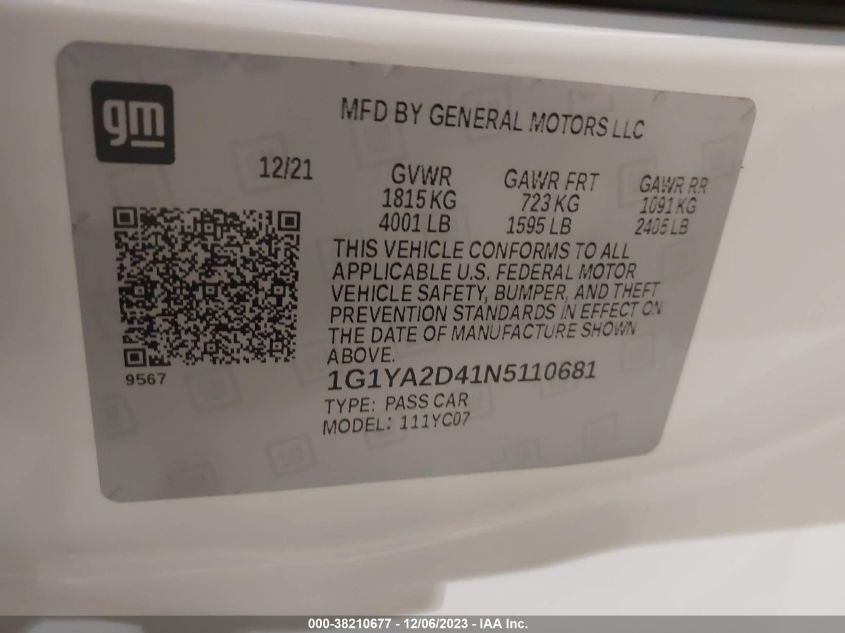 gm
MFD BY GENERAL MOTORS LLC
12/21
GVWR GAWR FRT GAWR RR
1815 KG 723 KG 1091 KG
4001 LB 1595 LB 2405 LB
THIS VEHICLE CONFORMS TO ALL
APPLICABLE U.S. FEDERAL MOTOR
VEHICLE SAFETY, BUMPER, AND THEFT
PREVENTION STANDARDS IN EFFECT ON
THE DATE OF MANUFACTURE SHOWN
ABOVE.
9567
1G1YA2D41N5110681
TYPE: PASS CAR
MODEL: 111YC07
000-38210677 - 12/06/2023 - IAA Inc.